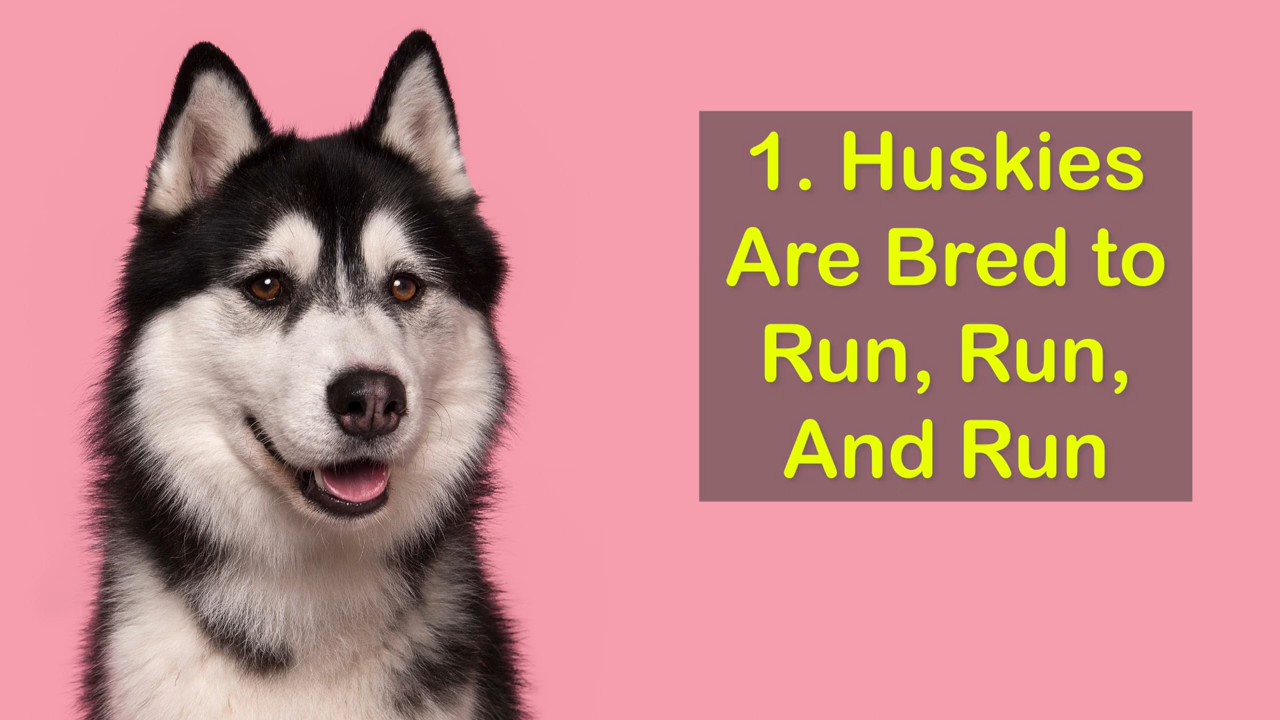 1. Huskies
Are Bred to
Run, Run,
And Run